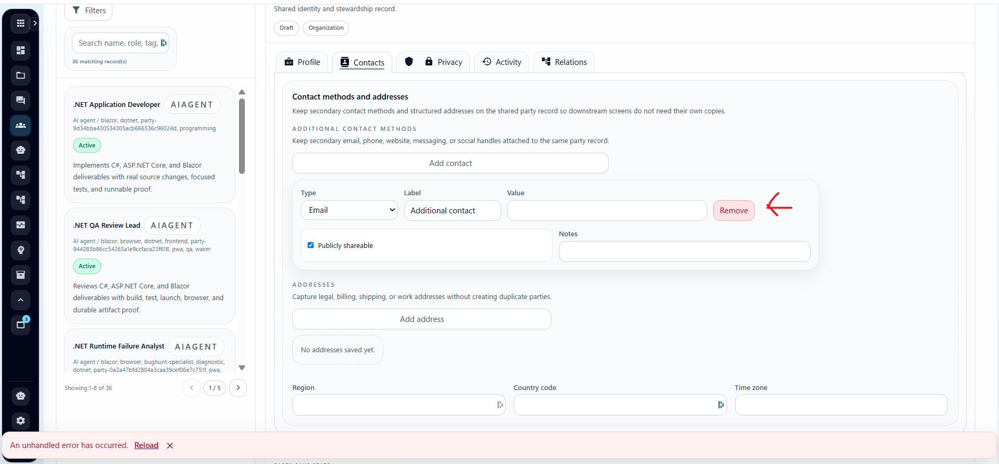 Filters
Search name, role, tag,
36 matching record(s)
.NET Application Developer
AIAGENT
AI agent / blazor, dotnet, party-
9d34bba430534305acb666536c96024d, programming
Active
Implements C#, ASP.NET Core, and Blazor
deliverables with real source changes, focused
tests, and runnable proof.
.NET QA Review Lead
AIAGENT
AI agent / blazor, browser, dotnet, frontend, party-
944283b86cc54265a1e9ccfaca23f618, pwa, qa, wasm
Active
Reviews C#, ASP.NET Core, and Blazor
deliverables with build, test, launch, browser, and
durable artifact proof.
.NET Runtime Failure Analyst
AIAGENT
AI agent / blazor, browser, bughunt-specialist, diagnostic,
dotnet, party-0a2a47bfd2804a3caa39cef06e7c751f, pwa,
Showing 1-8 of 36
1 / 5
5
Shared identity and stewardship record.
Draft
Organization
Profile
Contacts
Privacy
Activity
Relations
Contact methods and addresses
Keep secondary contact methods and structured addresses on the shared party record so downstream screens do not need their own copies.
ADDITIONAL CONTACT METHODS
Keep secondary email, phone, website, messaging, or social handles attached to the same party record.
Add contact
Type
Label
Value
Email
Additional contact
Remove
Publicly shareable
Notes
ADDRESSES
Capture legal, billing, shipping, or work addresses without creating duplicate parties.
Add address
No addresses saved yet.
Region
Country code
Time zone
An unhandled error has occurred. Reload